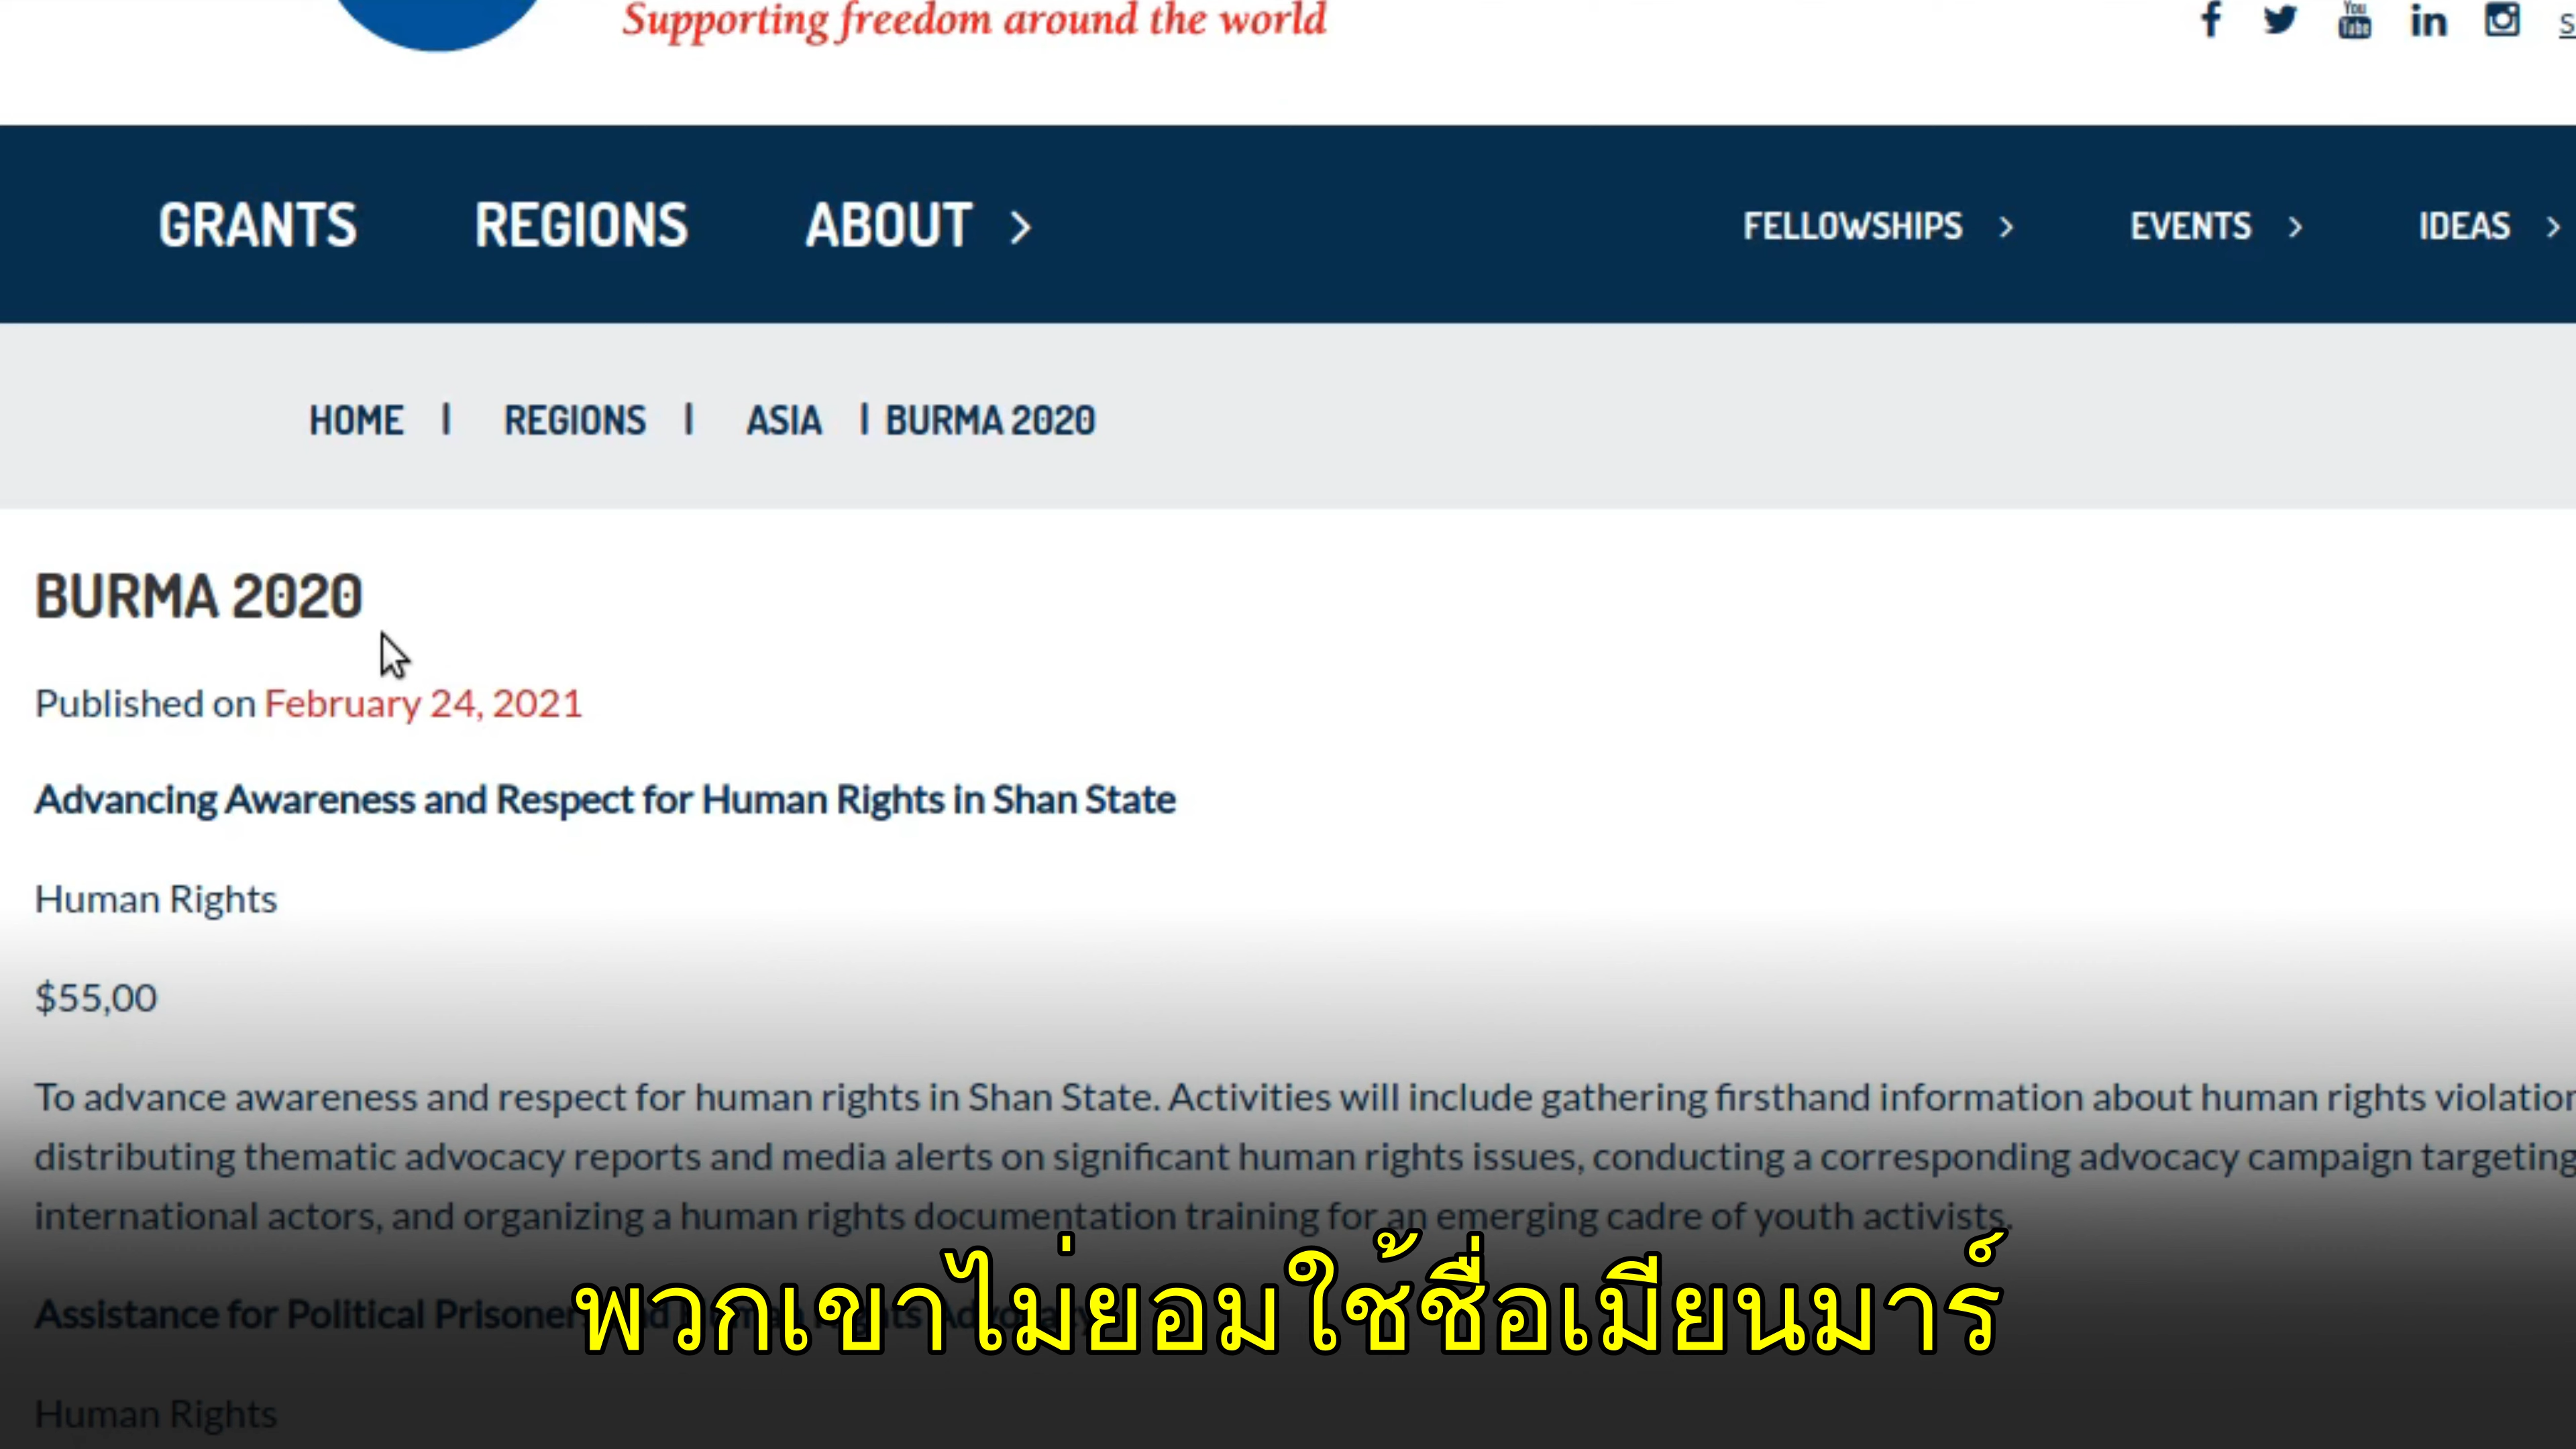 Supporting freedom around the world
GRANTS REGIONS ABOUT > FELLOWSHIPS > EVENTS > IDEAS >
HOME | REGIONS | ASIA | BURMA 2020
BURMA 2020
Published on February 24, 2021
Advancing Awareness and Respect for Human Rights in Shan State
Human Rights
$55,00
To advance awareness and respect for human rights in Shan State. Activities will include gathering firsthand information about human rights
distributing thematic advocacy reports and media alerts on significant human rights issues, conducting a corresponding advocacy campaign targeting
international actors, and organizing a human rights documentation training for an emerging cadre of youth activists.
Assistance for Political
พวกเขาไม่ยอมใช้ชื่อเมียนมาร์
Human Rights